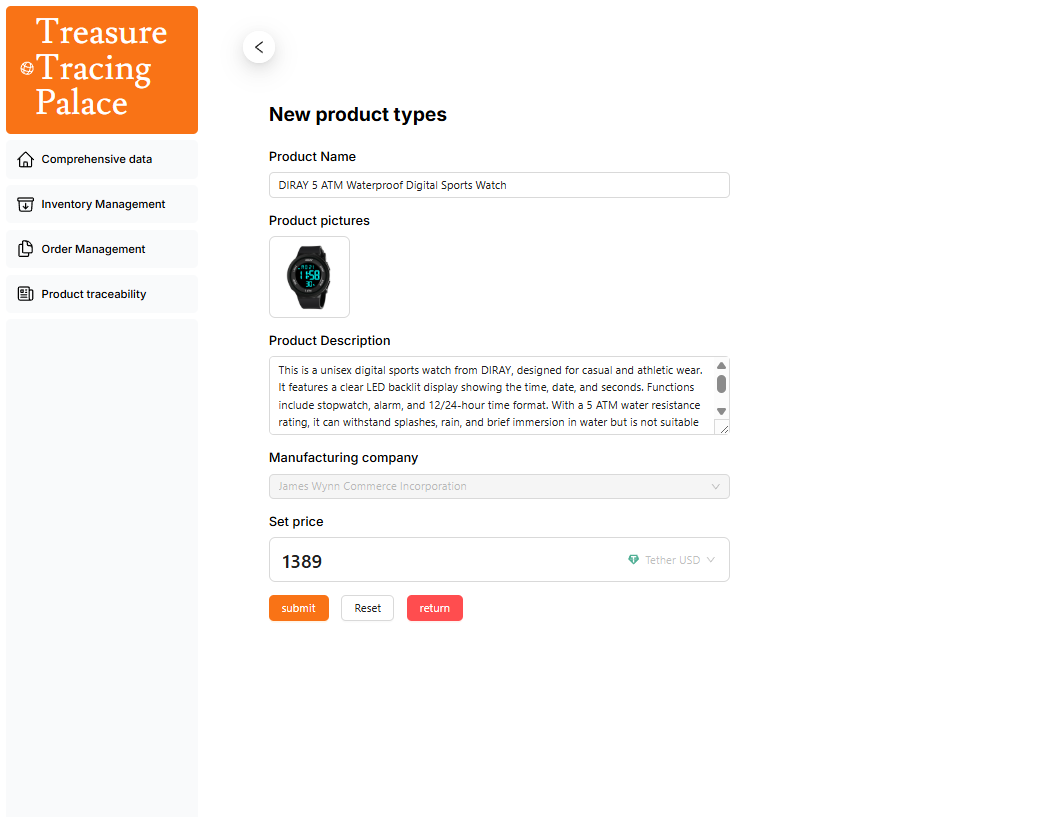 Treasure
Tracing
Palace
Comprehensive data
Inventory Management
Order Management
Product traceability
New product types
Product Name
DIRAY 5 ATM Waterproof Digital Sports Watch
Product pictures
11:58
30
Product Description
This is a unisex digital sports watch from DIRAY, designed for casual and athletic wear.
It features a clear LED backlit display showing the time, date, and seconds. Functions
include stopwatch, alarm, and 12/24-hour time format. With a 5 ATM water resistance
rating, it can withstand splashes, rain, and brief immersion in water but is not suitable
Manufacturing company
James Wynn Commerce Incorporation
Set price
1389
Tether USD
submit
Reset
return